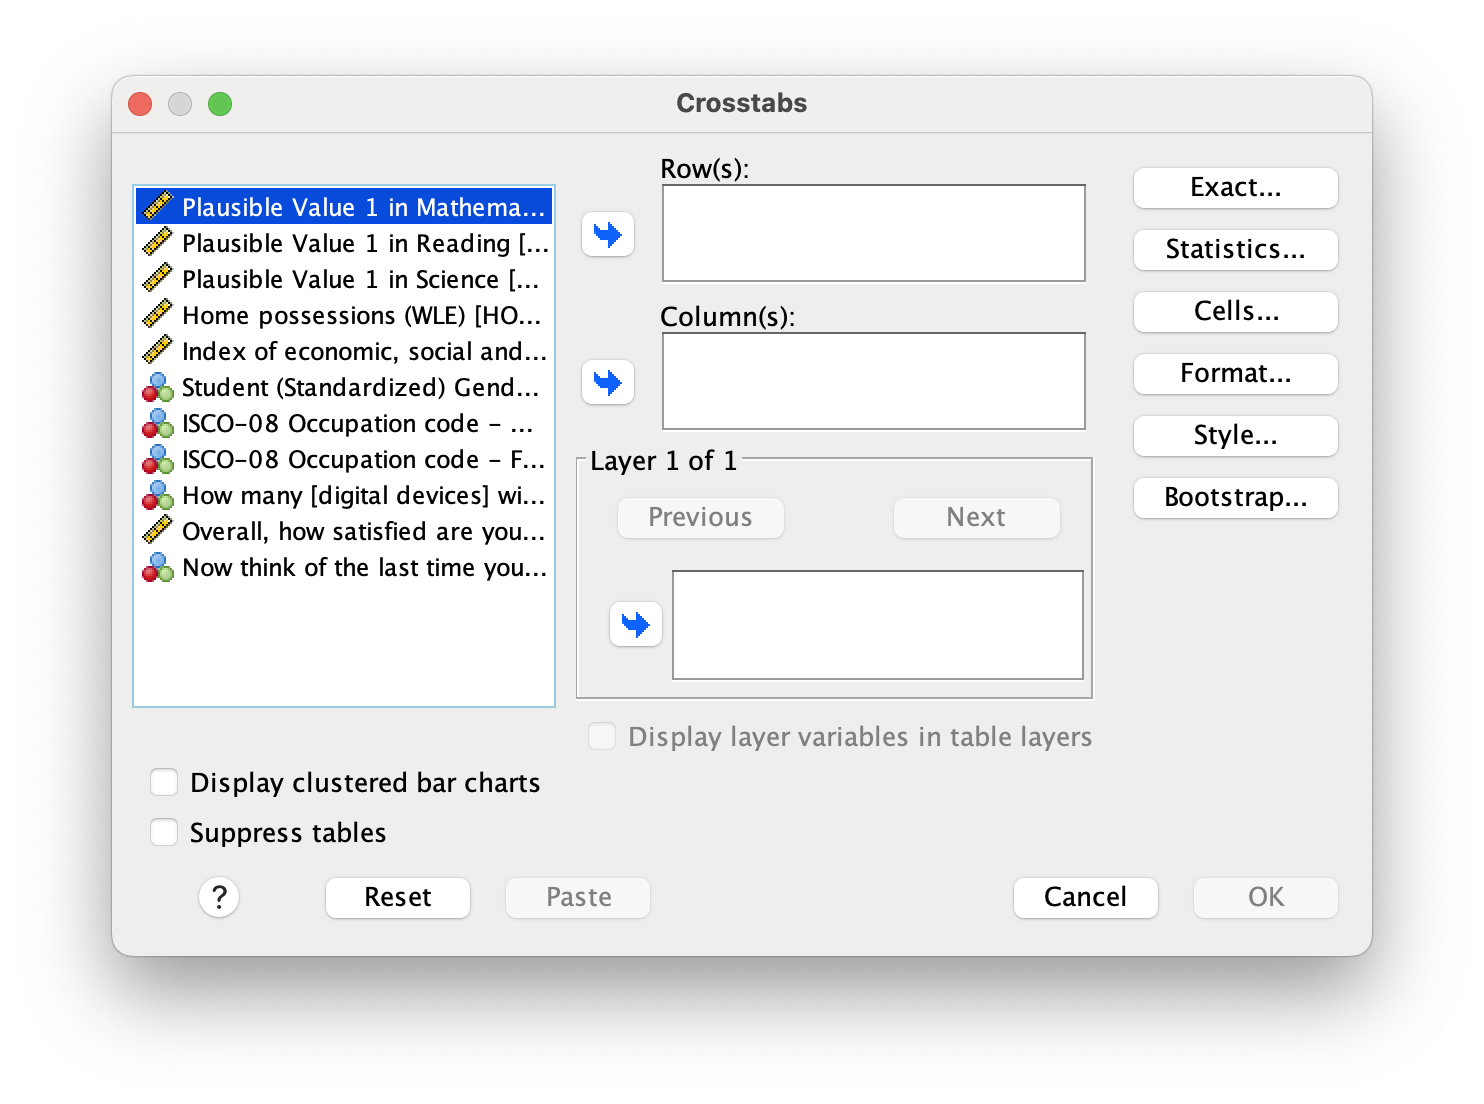 Crosstabs
Plausible Value 1 in Mathema...
Plausible Value 1 in Reading [...
Plausible Value 1 in Science [...
Home possessions (WLE) [HO...
Index of economic, social and...
Student (Standardized) Gend...
ISCO-08 Occupation code - ...
ISCO-08 Occupation code - F...
How many [digital devices] wi...
Overall, how satisfied are you...
Now think of the last time you...
Row(s):
Column(s):
Layer 1 of 1
Previous
Next
Display layer variables in table layers
Exact...
Statistics...
Cells...
Format...
Style...
Bootstrap...
Display clustered bar charts
Suppress tables
?
Reset
Paste
Cancel
OK